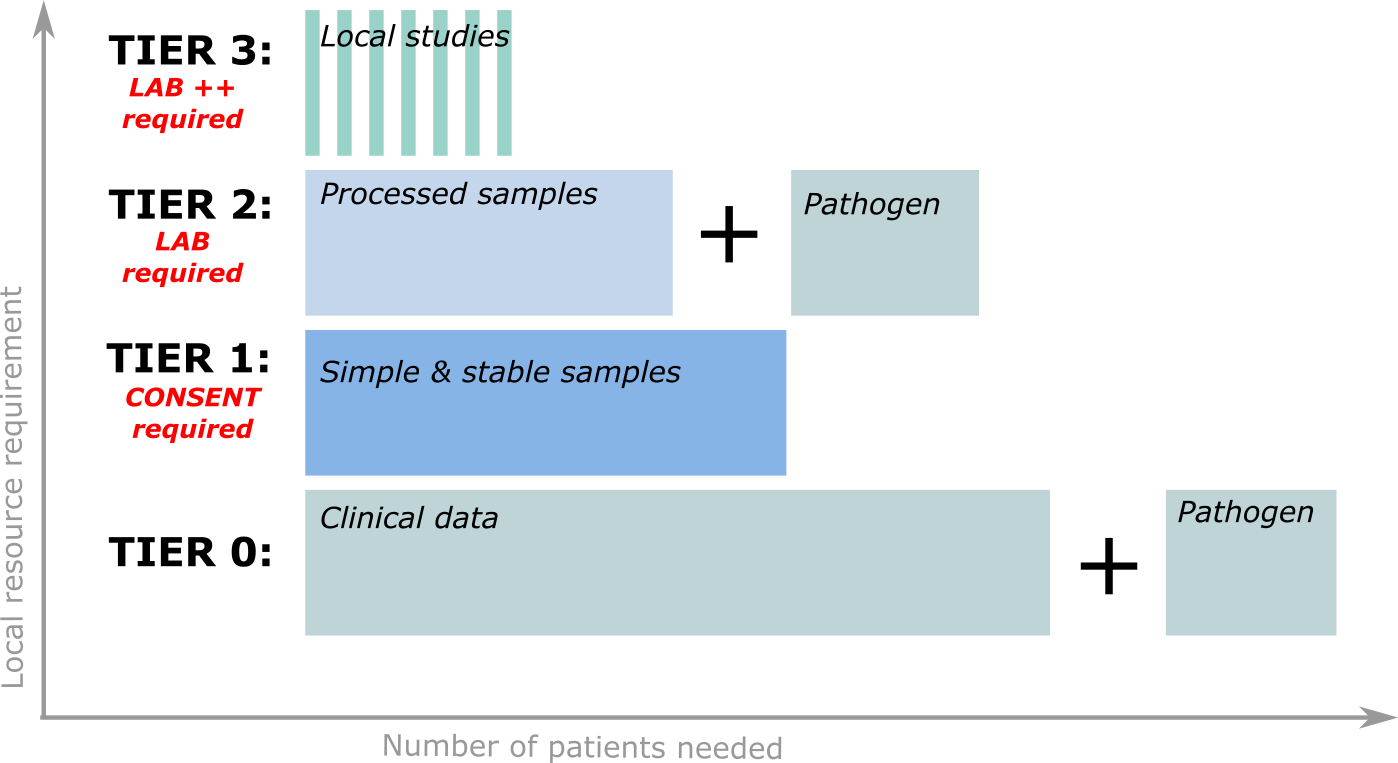 TIER 3:
LAB ++
required
Local studies
TIER 2:
LAB
required
Processed samples
+
Pathogen
TIER 1:
CONSENT
required
Simple & stable samples
TIER 0:
Clinical data
+
Pathogen
Local resource requirement
Number of patients needed